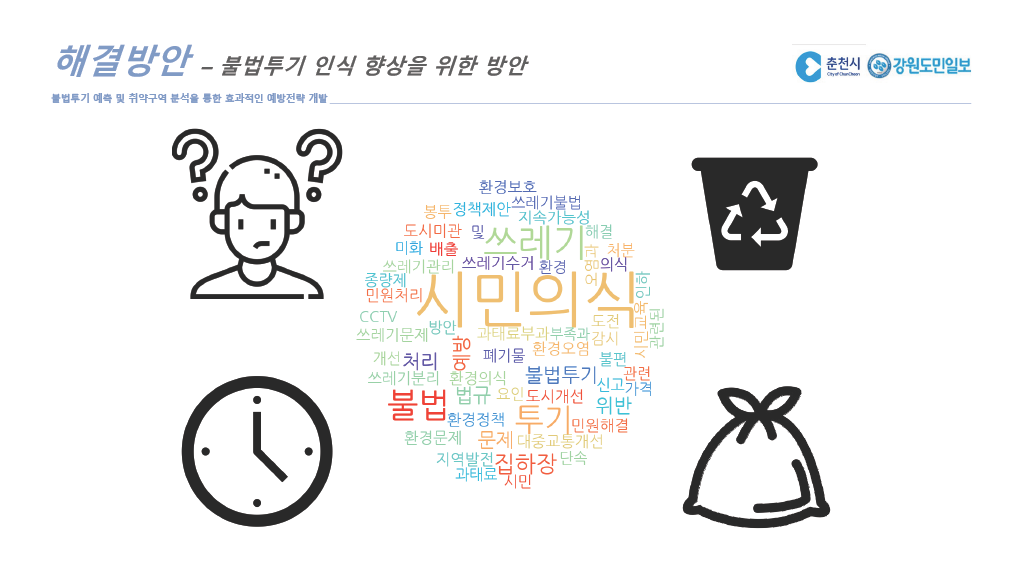 해결방안 – 불법투기 인식 향상을 위한 방안
춘천시
City of ChunCheon
강원도민일보
불법투기 예측 및 취약구역 분석을 통한 효과적인 예방전략 개발
환경보호
쓰레기불법
봉투
정책제안
지속가능성
도시미관
및
쓰레기
해결
미화
배출
처분
쓰레기관리
쓰레기수거
환경
의식
종량제
시민의식
민원처리
CCTV
방안
도전
관련된
쓰레기문제
과태료부과
부족과
감시
예방
환경오염
개선
처리
폐기물
불편
쓰레기분리
환경의식
불법투기
관련
신고
가격
불법
법규
요인
도시개선
위반
환경정책
투기
민원해결
환경문제
문제
대중교통개선
지역발전
집하장
단속
과태료
시민